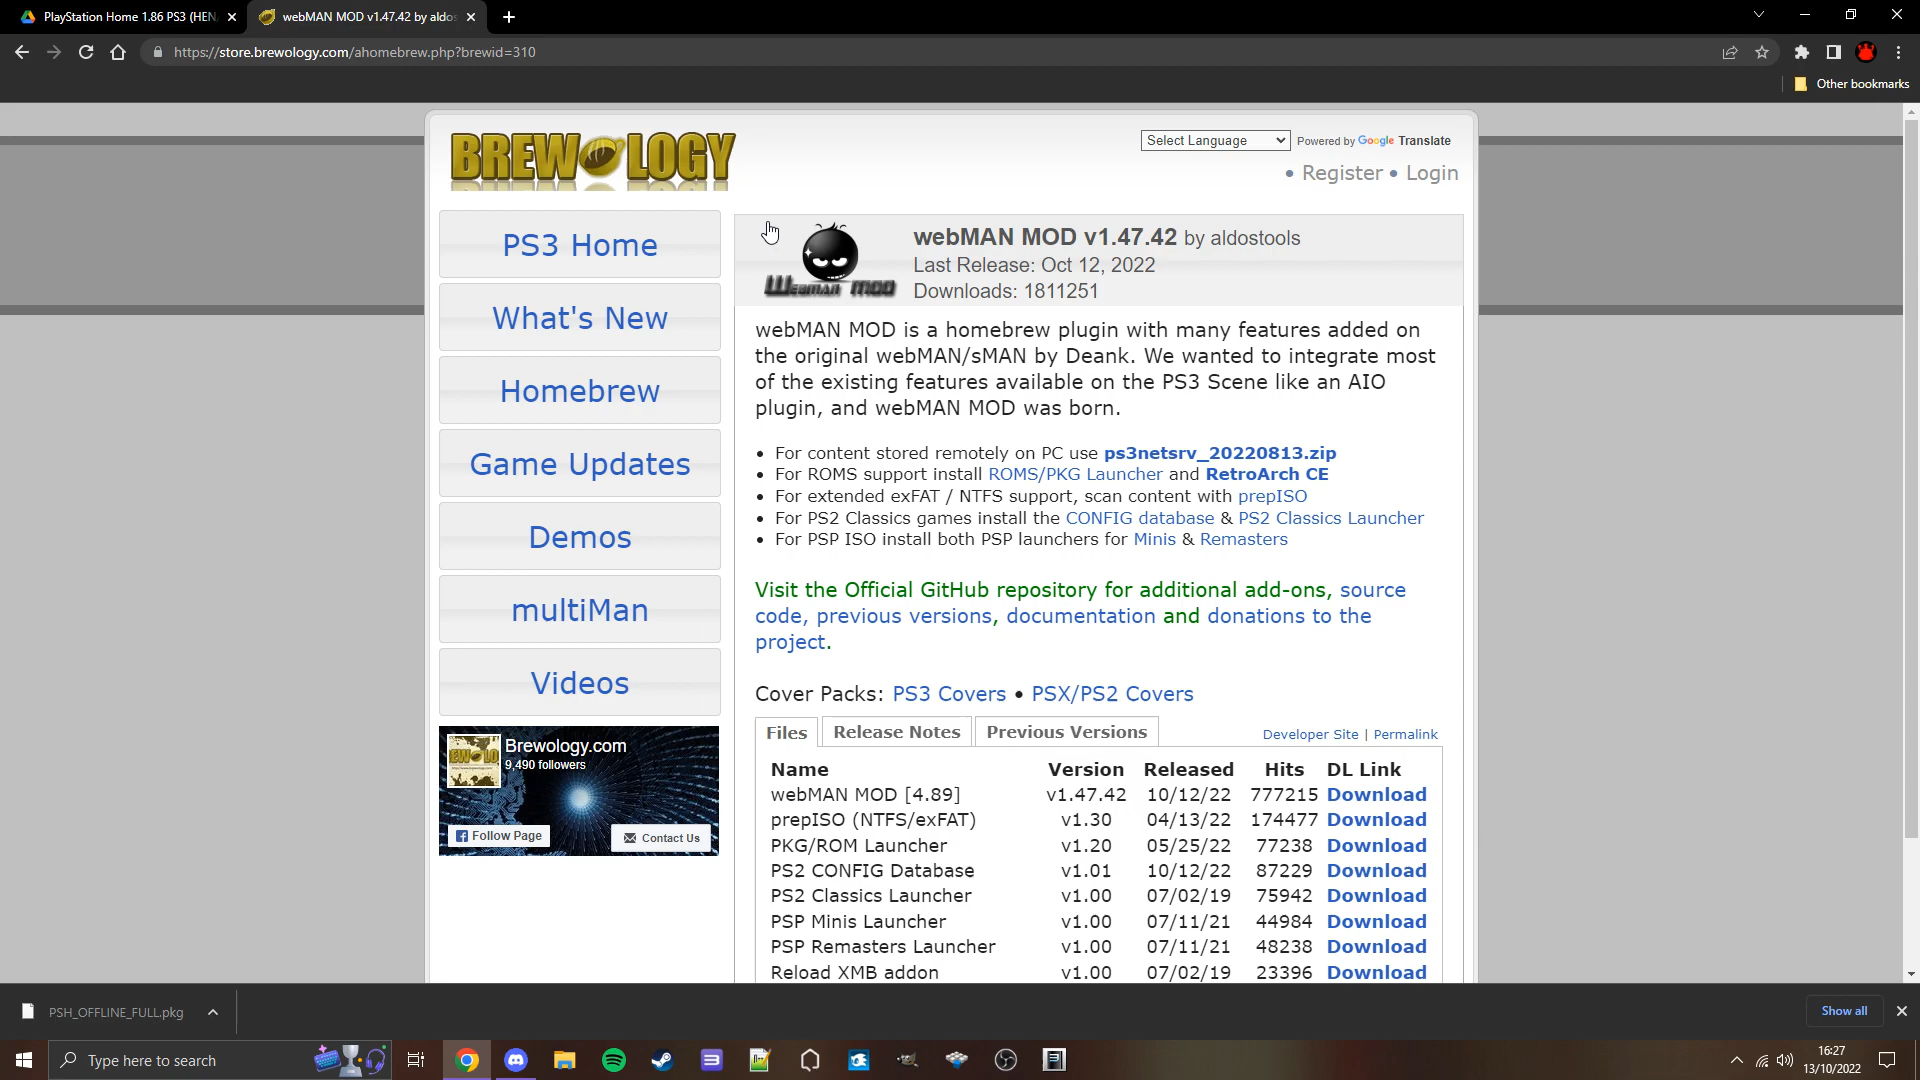 PlayStation Home 1.86 PS3 (HEN
webMAN MOD v1.47.42 by aldos
https://store.brewology.com/ahomebrew.php?brewid=310
Other bookmarks
BREWOLOGY
Select Language
Powered by Google Translate
• Register • Login
PS3 Home
What's New
Homebrew
Game Updates
Demos
multiMan
Videos
Brewology.com
9,490 followers
Follow Page
Contact Us
Webman mod
webMAN MOD v1.47.42 by aldostools
Last Release: Oct 12, 2022
Downloads: 1811251
webMAN MOD is a homebrew plugin with many features added on
the original webMAN/sMAN by Deank. We wanted to integrate most
of the existing features available on the PS3 Scene like an AIO
plugin, and webMAN MOD was born.
• For content stored remotely on PC use ps3netsrv_20220813.zip
• For ROMS support install ROMS/PKG Launcher and RetroArch CE
• For extended exFAT / NTFS support, scan content with prepISO
• For PS2 Classics games install the CONFIG database & PS2 Classics Launcher
• For PSP ISO install both PSP launchers for Minis & Remasters
Visit the Official GitHub repository for additional add-ons, source
code, previous versions, documentation and donations to the
project.
Cover Packs: PS3 Covers • PSX/PS2 Covers
Files Release Notes Previous Versions Developer Site | Permalink
Name Version Released Hits DL Link
webMAN MOD [4.89] v1.47.42 10/12/22 777215 Download
prepISO (NTFS/exFAT) v1.30 04/13/22 174477 Download
PKG/ROM Launcher v1.20 05/25/22 77238 Download
PS2 CONFIG Database v1.01 10/12/22 87229 Download
PS2 Classics Launcher v1.00 07/02/19 75942 Download
PSP Minis Launcher v1.00 07/11/21 44984 Download
PSP Remasters Launcher v1.00 07/11/21 48238 Download
Reload XMB addon v1.00 07/02/19 23396 Download
PSH_OFFLINE_FULL.pkg
Show all
Type here to search
16:27
13/10/2022